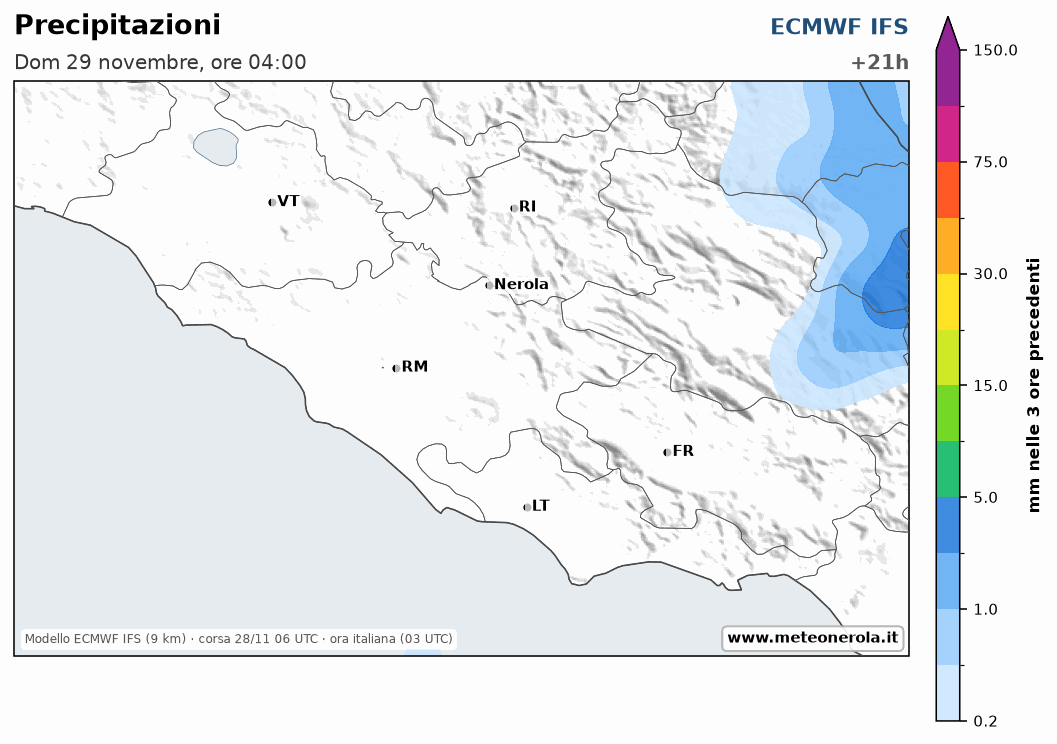 Precipitazioni
ECMWF IFS
Dom 29 novembre, ore 04:00
+21h
150.0
75.0
30.0
15.0
5.0
1.0
0.2
mm nelle 3 ore precedenti
VT
RI
Nerola
RM
FR
LT
Modello ECMWF IFS (9 km) · corsa 28/11 06 UTC · ora italiana (03 UTC)
www.meteonerola.it